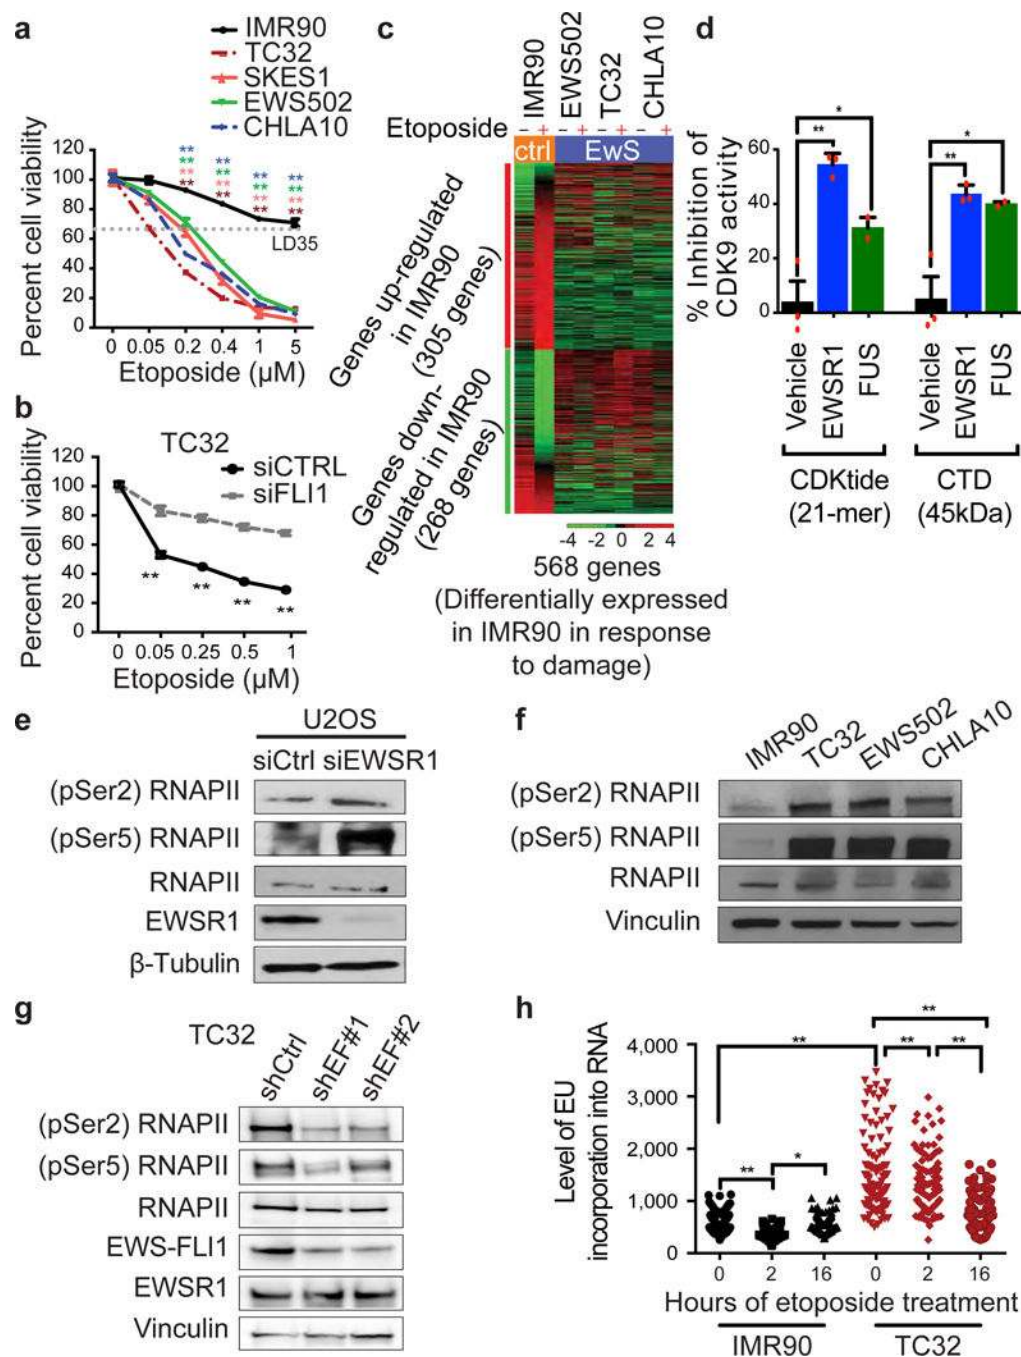 a
IMR90
TC32
SKES1
EWS502
CHLA10
Percent cell viability
120
100
80
60
40
20
0
** ** ** ** **
** ** ** ** **
** ** ** ** **
** ** ** ** **
LD35
0 0.05 0.2 0.4 1 5
Etoposide (µM)
b
TC32
siCTRL
siFLI1
Percent cell viability
120
100
80
60
40
20
0
** ** ** **
0 0.05 0.25 0.5 1
Etoposide (µM)
c
IMR90 EWS502 TC32 CHLA10
Etoposide - + - + - + - +
ctrl EwS
Genes up-regulated
in IMR90
(305 genes)
Genes down-
regulated in IMR90
(268 genes)
-4 -2 0 2 4
568 genes
(Differentially expressed
in IMR90 in response
to damage)
d
% Inhibition of
CDK9 activity
80
60
40
20
0
* **
* **
Vehicle EWSR1 FUS Vehicle EWSR1 FUS
CDKtide CTD
(21-mer) (45kDa)
e
U2OS
siCtrl siEWSR1
(pSer2) RNAPII
(pSer5) RNAPII
RNAPII
EWSR1
β-Tubulin
f
IMR90 TC32 EWS502 CHLA10
(pSer2) RNAPII
(pSer5) RNAPII
RNAPII
Vinculin
g
TC32
shCtrl shEF#1 shEF#2
(pSer2) RNAPII
(pSer5) RNAPII
RNAPII
EWS-FLI1
EWSR1
Vinculin
h
Level of EU
incorporation into RNA
4,000
3,000
2,000
1,000
0
** * ** ** ** **
0 2 16 0 2 16
Hours of etoposide treatment
IMR90 TC32